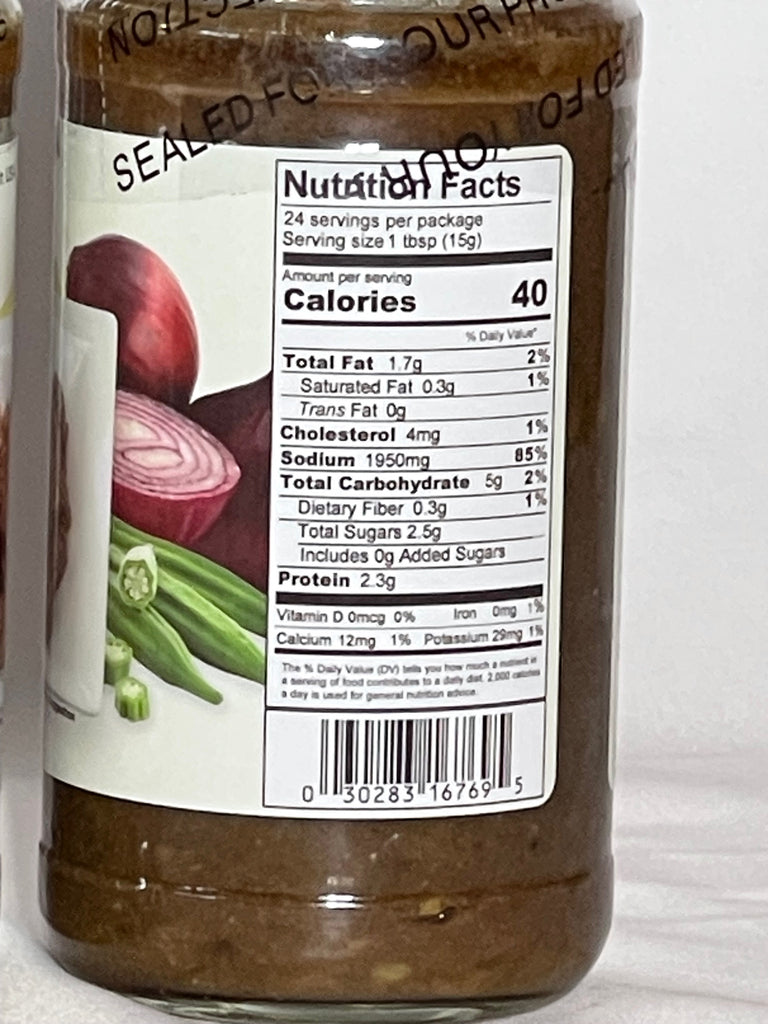 SEALED FO
OUR
YOUR
ED FO
Nutrition Facts
24 servings per package
Serving size 1 tbsp (15g)
Amount per serving
Calories 40
% Daily Value*
Total Fat 1.7g 2%
Saturated Fat 0.3g 1%
Trans Fat 0g
Cholesterol 4mg 1%
Sodium 1950mg 85%
Total Carbohydrate 5g 2%
Dietary Fiber 0.3g 1%
Total Sugars 2.5g
Includes 0g Added Sugars
Protein 2.3g
Vitamin D 0mcg 0% Iron 0mg 1%
Calcium 12mg 1% Potassium 29mg 1%
The % Daily Value (DV) tells you how much a nutrient in
a serving of food contributes to a daily diet. 2,000 calories
a day is used for general nutrition advice.
0 30283 16769 5